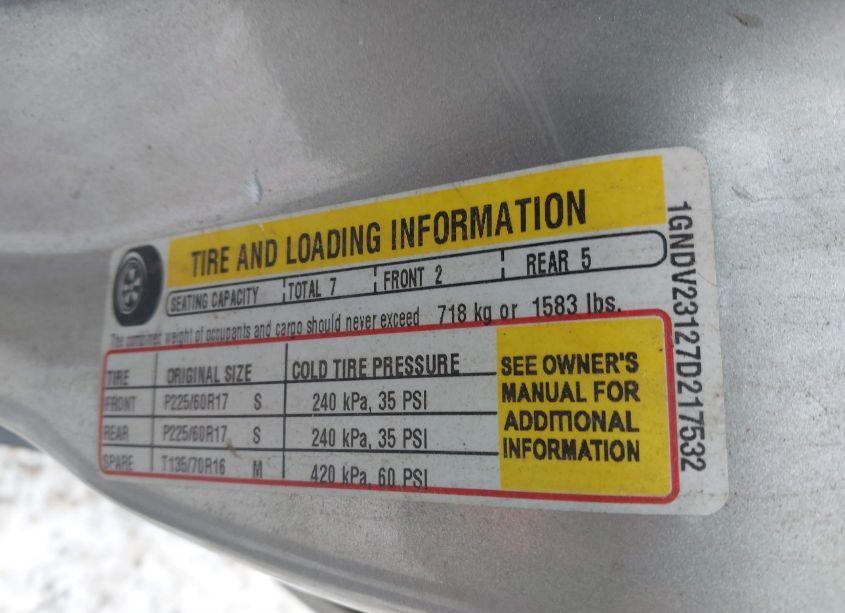 TIRE AND LOADING INFORMATION
SEATING CAPACITY TOTAL 7 FRONT 2 REAR 5
The combined weight of occupants and cargo should never exceed 718 kg or 1583 lbs.
TIRE ORIGINAL SIZE COLD TIRE PRESSURE
FRONT P225/60R17 S 240 kPa, 35 PSI
REAR P225/60R17 S 240 kPa, 35 PSI
SPARE T135/70R16 M 420 kPa, 60 PSI
SEE OWNER'S
MANUAL FOR
ADDITIONAL
INFORMATION
1GNDV23127D217532